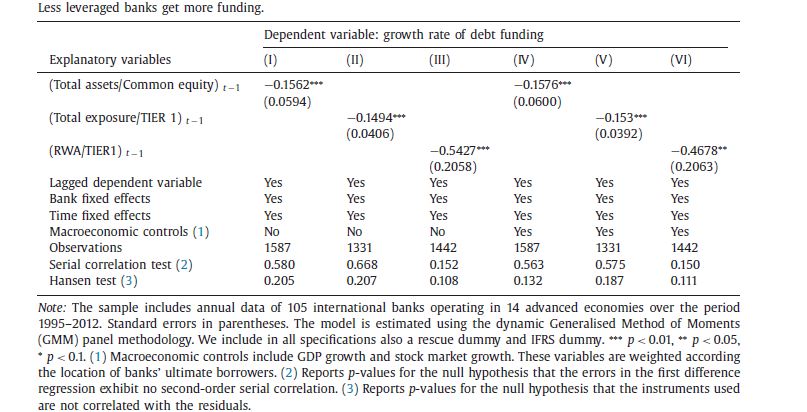 Less leveraged banks get more funding.
Dependent variable: growth rate of debt funding
Explanatory variables (I) (II) (III) (IV) (V) (VI)
(Total assets/Common equity) t−1 −0.1562*** −0.1576***
(0.0594) (0.0600)
(Total exposure/TIER 1) t−1 −0.1494*** −0.153***
(0.0406) (0.0392)
(RWA/TIER1) t−1 −0.5427*** −0.4678**
(0.2058) (0.2063)
Lagged dependent variable Yes Yes Yes Yes Yes Yes
Bank fixed effects Yes Yes Yes Yes Yes Yes
Time fixed effects Yes Yes Yes Yes Yes Yes
Macroeconomic controls (1) No No No Yes Yes Yes
Observations 1587 1331 1442 1587 1331 1442
Serial correlation test (2) 0.580 0.668 0.152 0.563 0.575 0.150
Hansen test (3) 0.205 0.207 0.108 0.132 0.187 0.111
Note: The sample includes annual data of 105 international banks operating in 14 advanced economies over the period
1995–2012. Standard errors in parentheses. The model is estimated using the dynamic Generalised Method of Moments
(GMM) panel methodology. We include in all specifications also a rescue dummy and IFRS dummy. *** p < 0.01, ** p < 0.05,
* p < 0.1. (1) Macroeconomic controls include GDP growth and stock market growth. These variables are weighted according
the location of banks' ultimate borrowers. (2) Reports p-values for the null hypothesis that the errors in the first difference
regression exhibit no second-order serial correlation. (3) Reports p-values for the null hypothesis that the instruments used
are not correlated with the residuals.